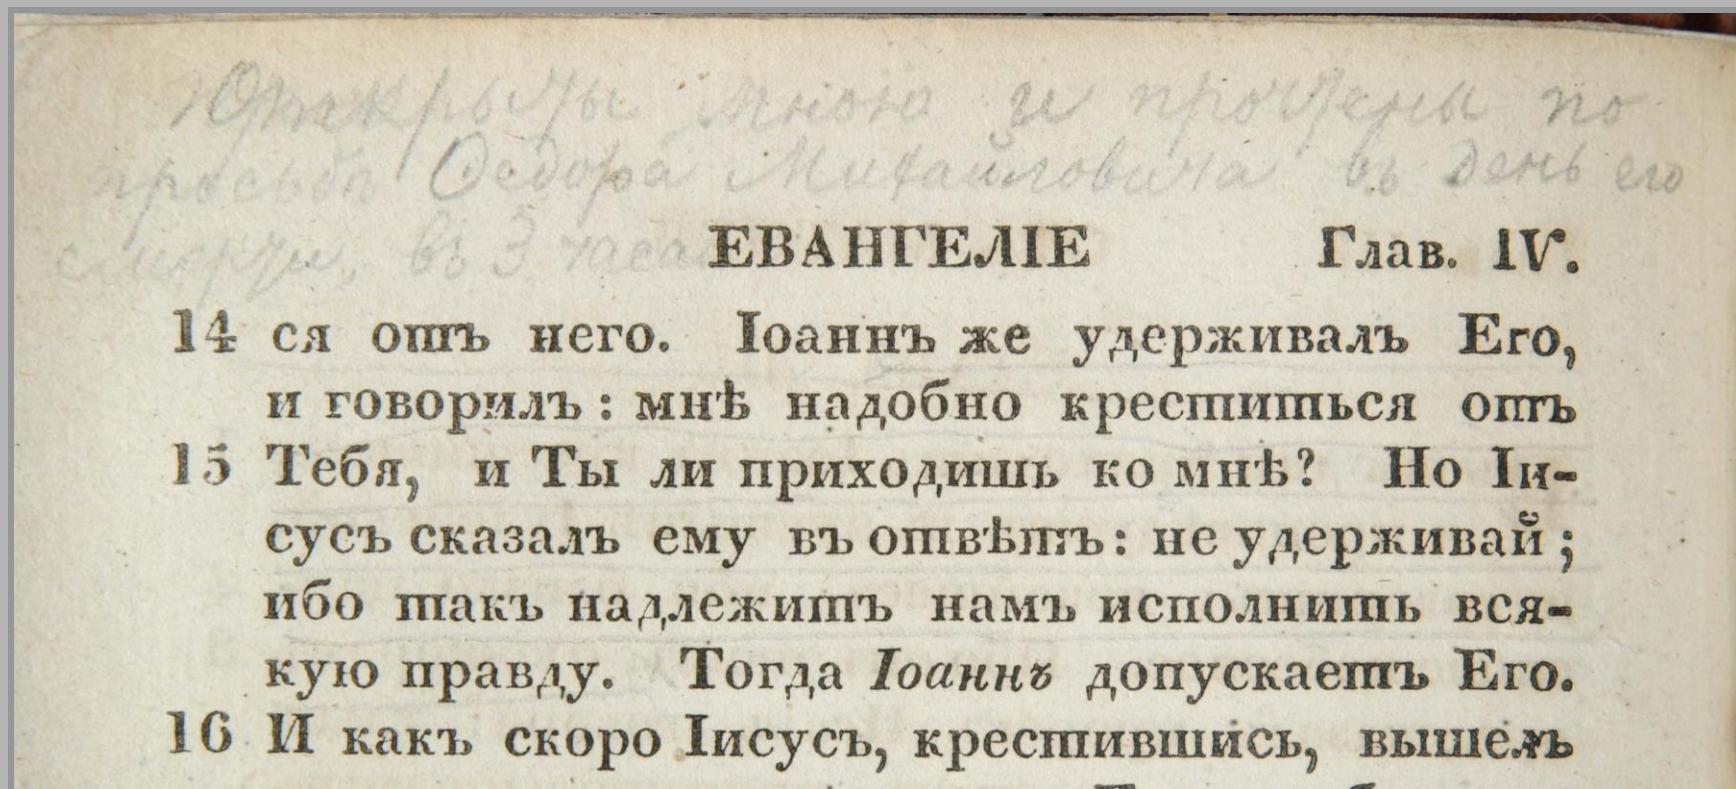 Открыты мною и прочтены по
просьбѣ Федора Михайловича въ день его
смерти, въ 3 часа
ЕВАНГЕЛІЕ Глав. IV.
14 ся отъ него. Іоаннъ же удерживалъ Его,
и говорилъ: мнѣ надобно креститься отъ
15 Тебя, и Ты ли приходишь ко мнѣ? Но Іи-
сусъ сказалъ ему въ отвѣтъ: не удерживай;
ибо такъ надлежитъ намъ исполнить вся-
кую правду. Тогда Іоаннъ допускаетъ Его.
16 И какъ скоро Іисусъ, крестившись, вышелъ